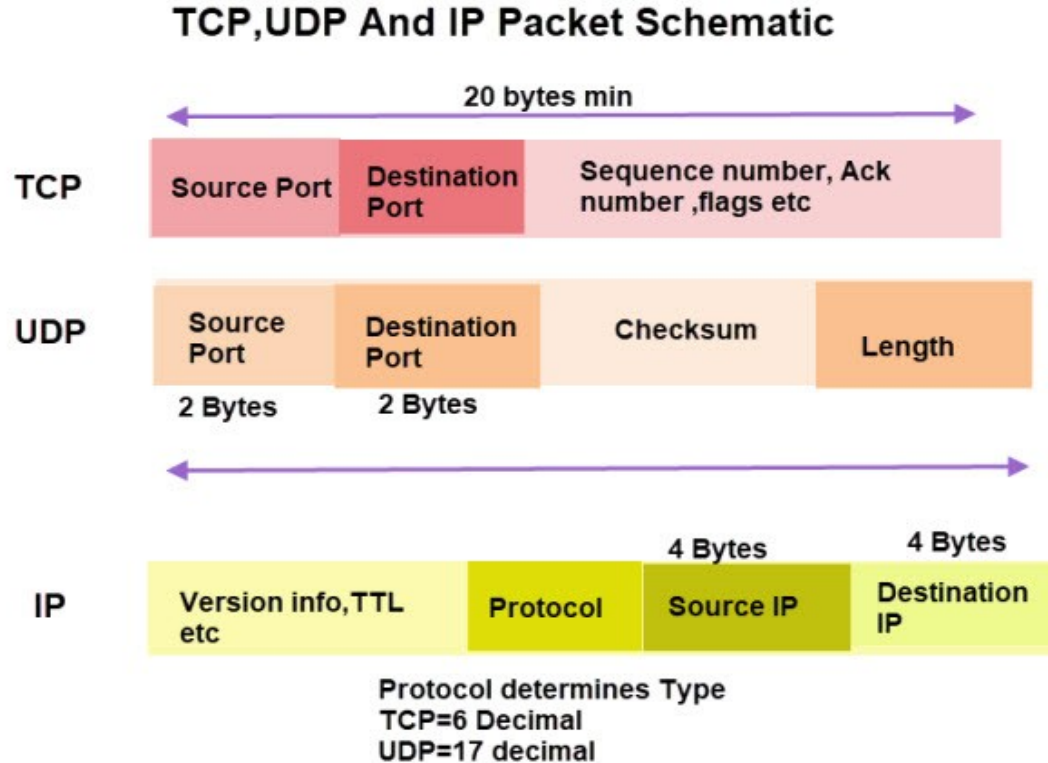 TCP,UDP And IP Packet Schematic
20 bytes min
TCP
Source Port
Destination
Port
Sequence number, Ack
number ,flags etc
UDP
Source
Port
Destination
Port
Checksum
Length
2 Bytes
2 Bytes
4 Bytes
4 Bytes
IP
Version info,TTL
etc
Protocol
Source IP
Destination
IP
Protocol determines Type
TCP=6 Decimal
UDP=17 decimal